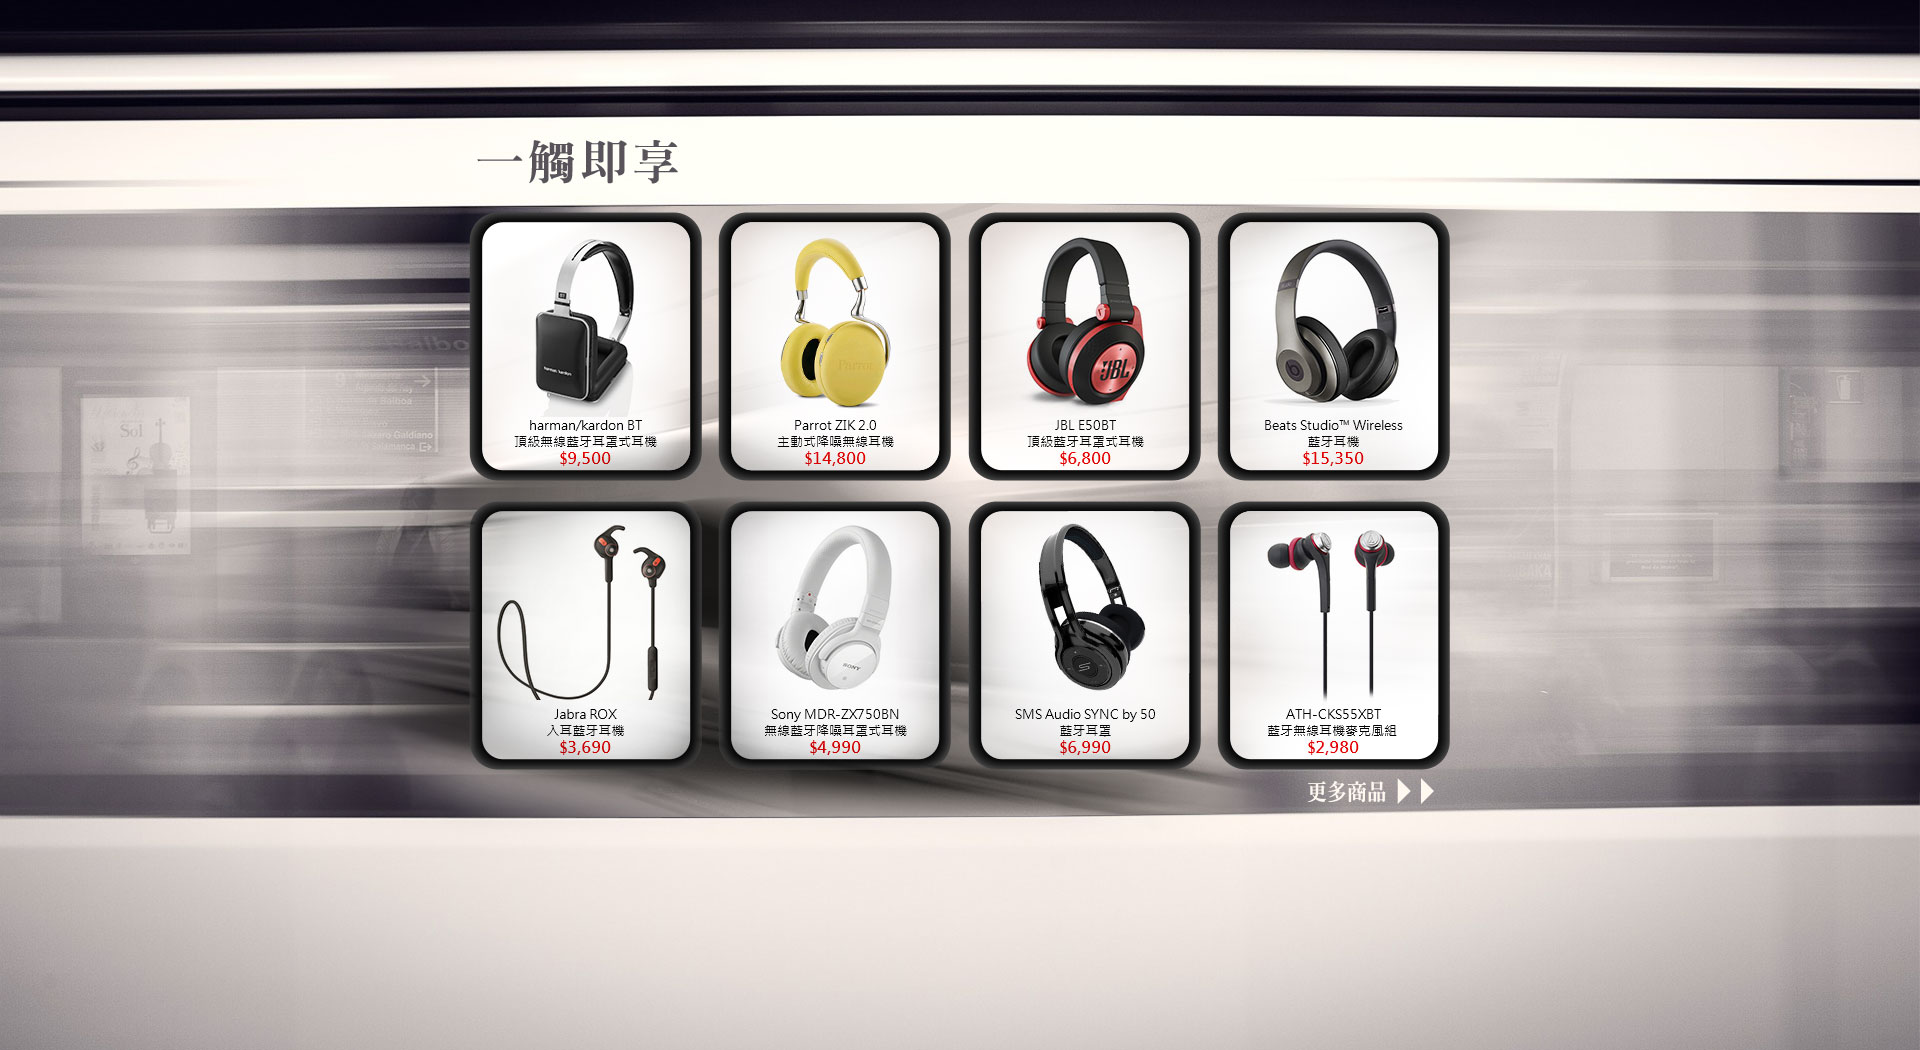 一觸即享
harman/kardon
Parrot
JBL
harman/kardon BT
頂級無線藍牙耳罩式耳機
$9,500
Parrot ZIK 2.0
主動式降噪無線耳機
$14,800
JBL E50BT
頂級藍牙耳罩式耳機
$6,800
Beats Studio™ Wireless
藍牙耳機
$15,350
SONY
Jabra ROX
入耳藍牙耳機
$3,690
Sony MDR-ZX750BN
無線藍牙降噪耳罩式耳機
$4,990
SMS Audio SYNC by 50
藍牙耳罩
$6,990
ATH-CKS55XBT
藍牙無線耳機麥克風組
$2,980
更多商品